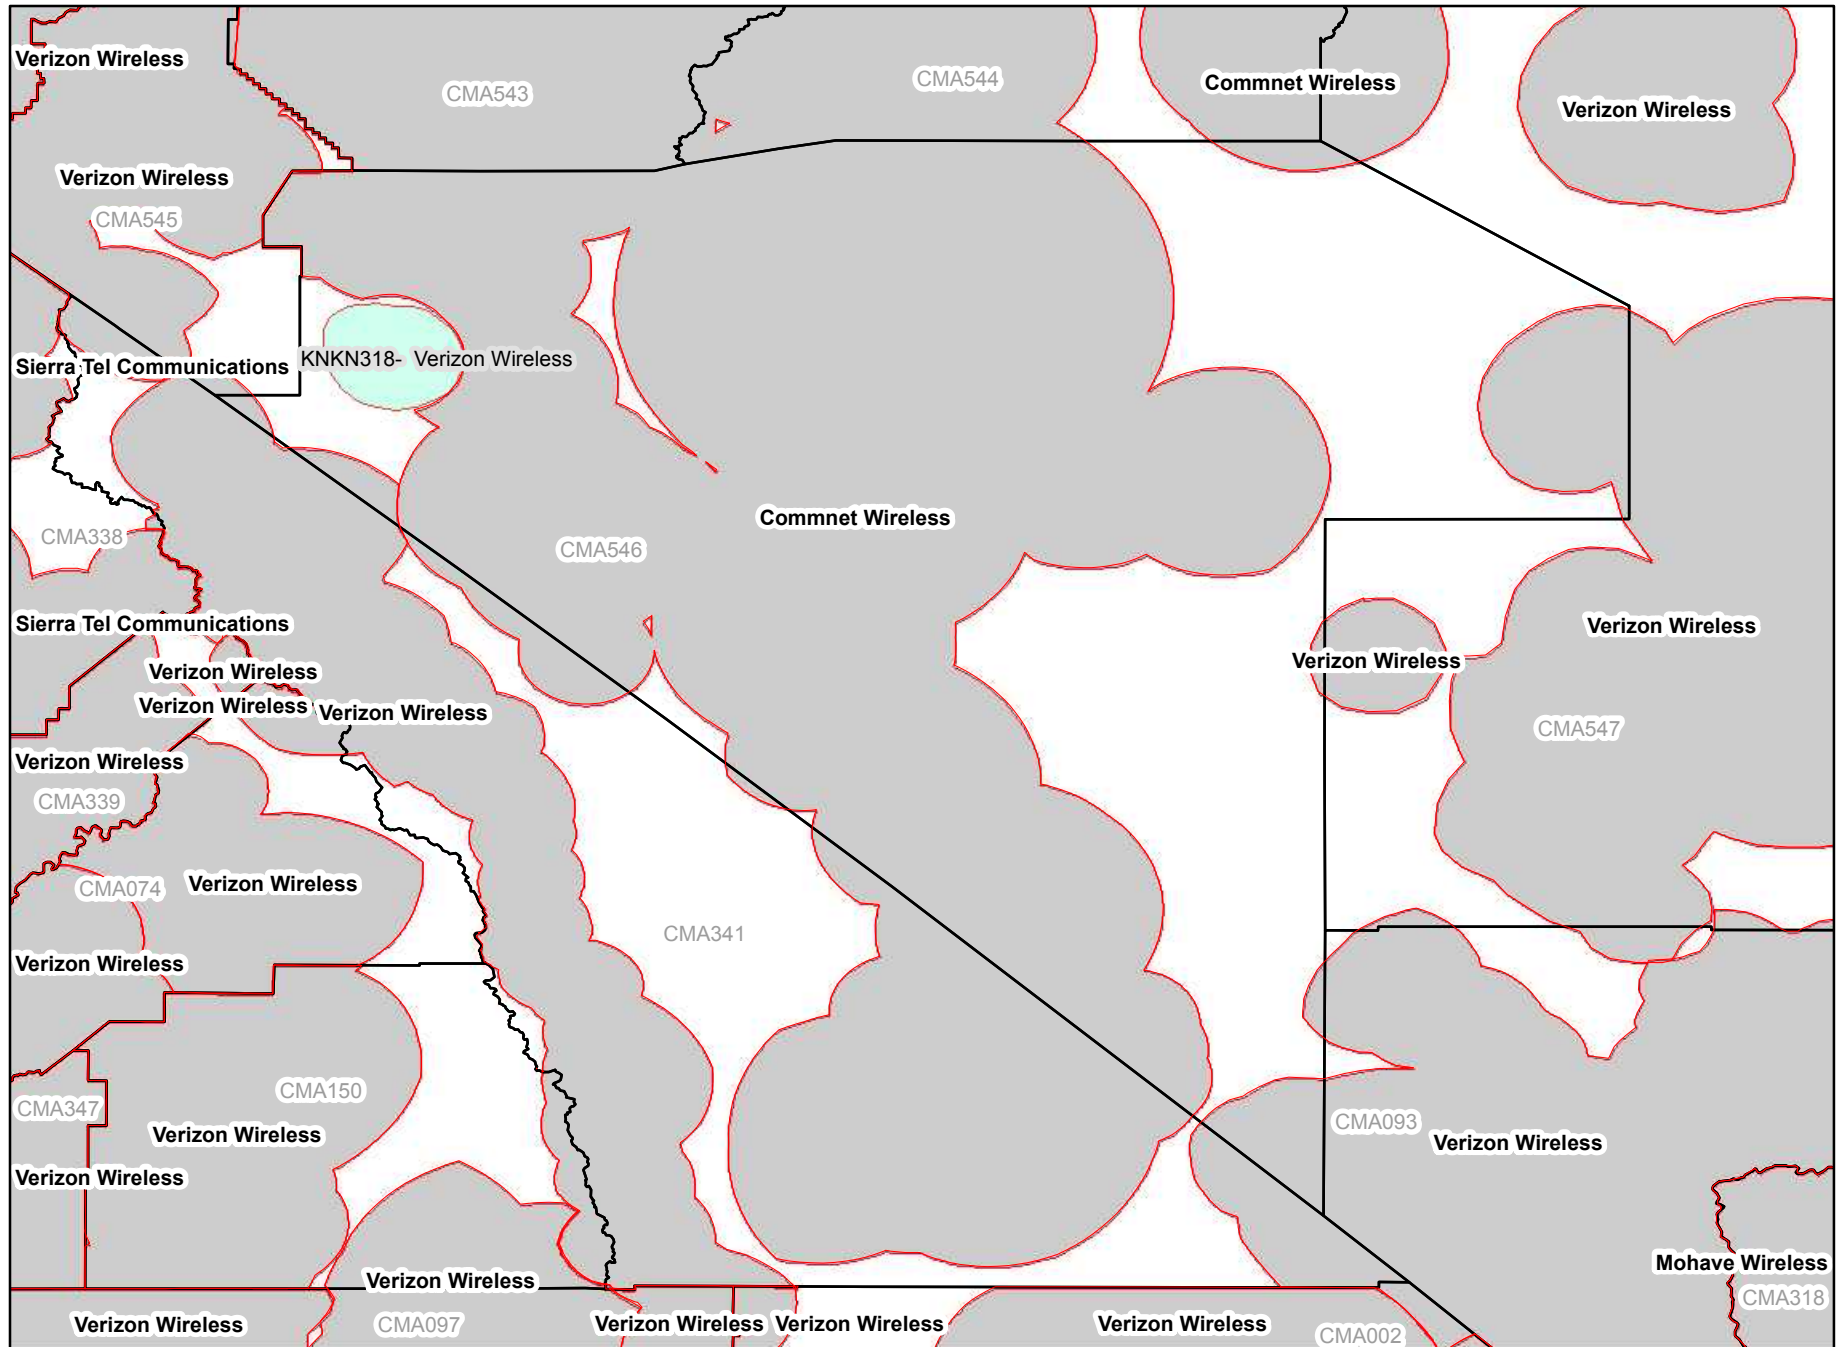 Verizon Wireless
CMA543
CMA544
Commnet Wireless
Verizon Wireless
Verizon Wireless
CMA545
Sierra Tel Communications
KNKN318-  Verizon Wireless
Commnet Wireless
CMA338
CMA546
Sierra Tel Communications
Verizon Wireless
Verizon Wireless
Verizon Wireless
Verizon Wireless
Verizon Wireless
Verizon Wireless
CMA547
Verizon Wireless
CMA339
CMA074
Verizon Wireless
CMA341
Verizon Wireless
CMA150
CMA347
CMA093
Verizon Wireless
Verizon Wireless
Verizon Wireless
Mohave Wireless
Verizon Wireless
CMA318
Verizon Wireless
CMA097
Verizon Wireless
Verizon Wireless
Verizon Wireless
CMA002